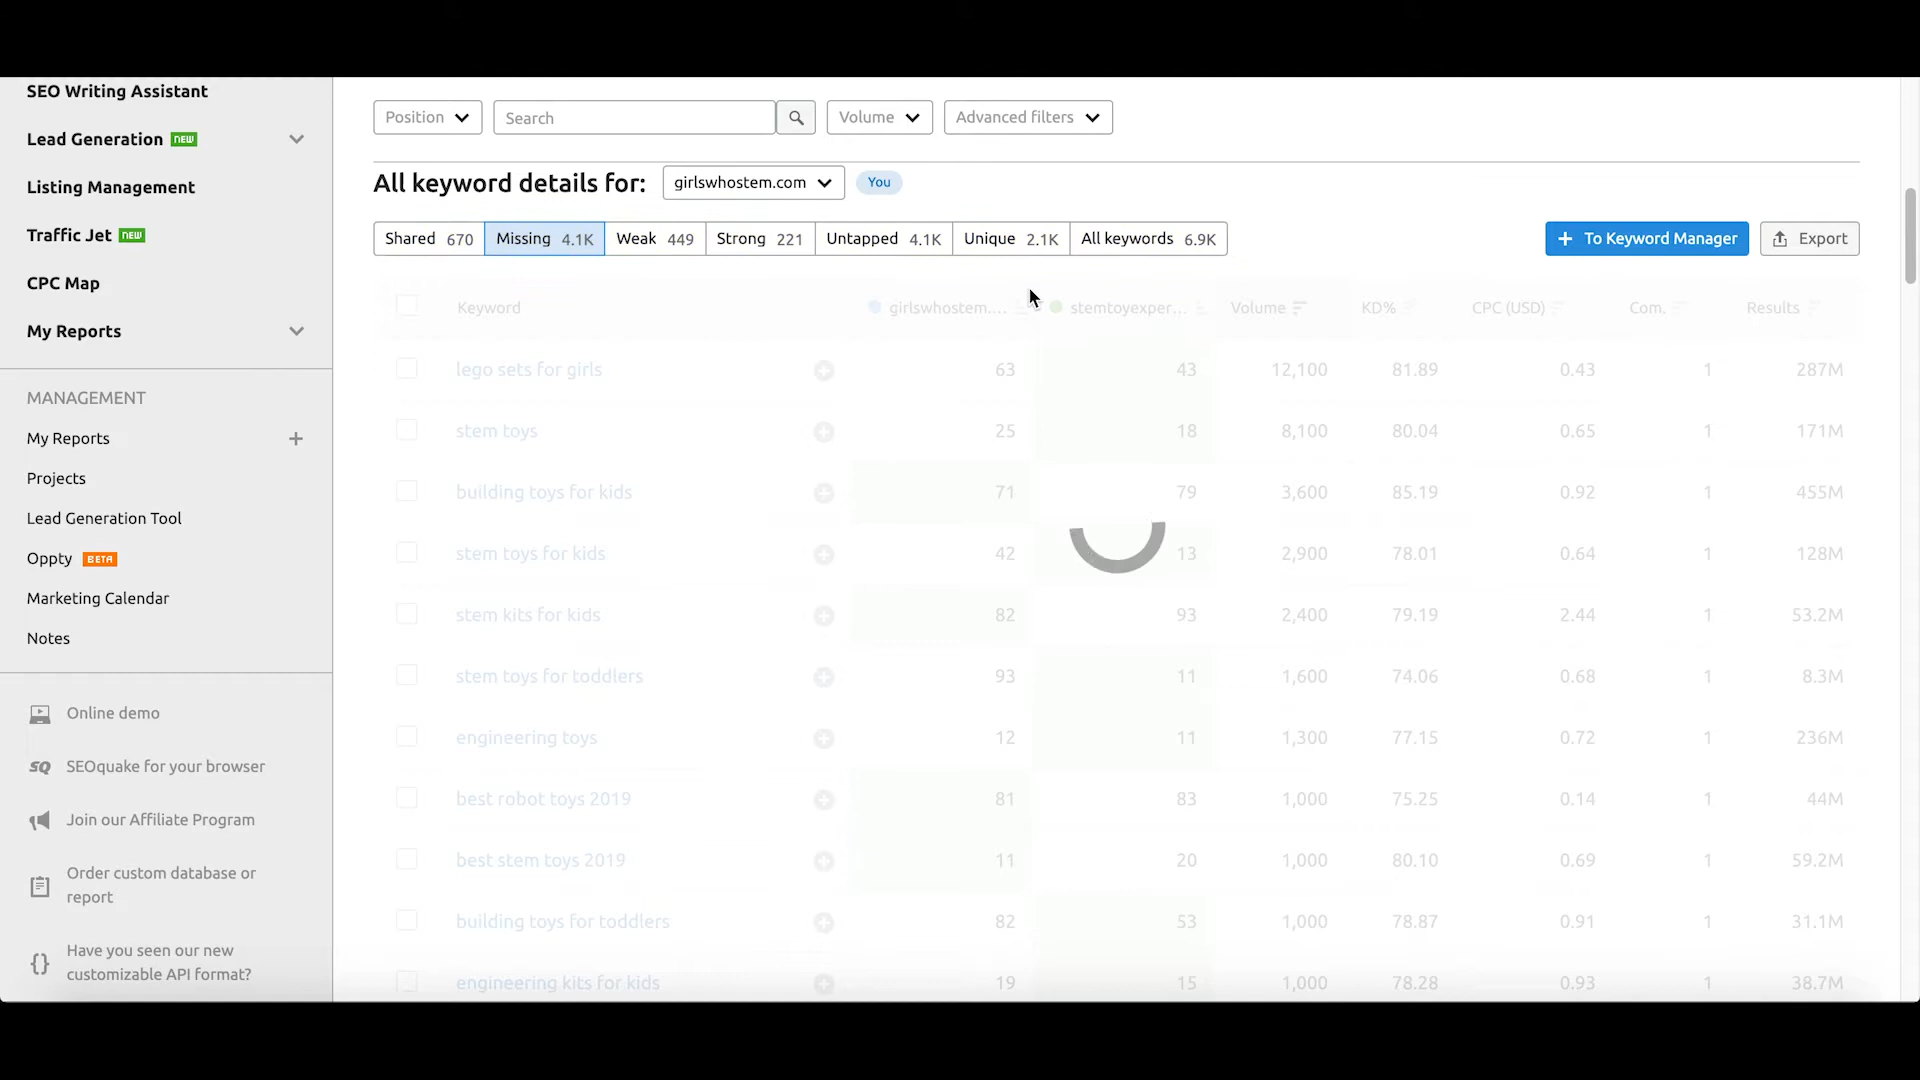 SEO Writing Assistant
Lead Generation NEW
Listing Management
Traffic Jet NEW
CPC Map
My Reports
MANAGEMENT
My Reports
Projects
Lead Generation Tool
Oppty BETA
Marketing Calendar
Notes
Online demo
SEOquake for your browser
Join our Affiliate Program
Order custom database or
report
Have you seen our new
customizable API format?
Position Search Volume Advanced filters
All keyword details for: girlswhostem.com You
Shared 670 Missing 4.1K Weak 449 Strong 221 Untapped 4.1K Unique 2.1K All keywords 6.9K + To Keyword Manager Export
Keyword girlswhostem.... stemtoyexper... Volume KD% CPC (USD) Com. Results
lego sets for girls 63 43 12,100 81.89 0.43 1 287M
stem toys 25 18 8,100 80.04 0.65 1 171M
building toys for kids 71 79 3,600 85.19 0.92 1 455M
stem toys for kids 42 13 2,900 78.01 0.64 1 128M
stem kits for kids 82 93 2,400 79.19 2.44 1 53.2M
stem toys for toddlers 93 11 1,600 74.06 0.68 1 8.3M
engineering toys 12 11 1,300 77.15 0.72 1 236M
best robot toys 2019 81 83 1,000 75.25 0.14 1 44M
best stem toys 2019 11 20 1,000 80.10 0.69 1 59.2M
building toys for toddlers 82 53 1,000 78.87 0.91 1 31.1M
engineering kits for kids 19 15 1,000 78.28 0.93 1 38.7M